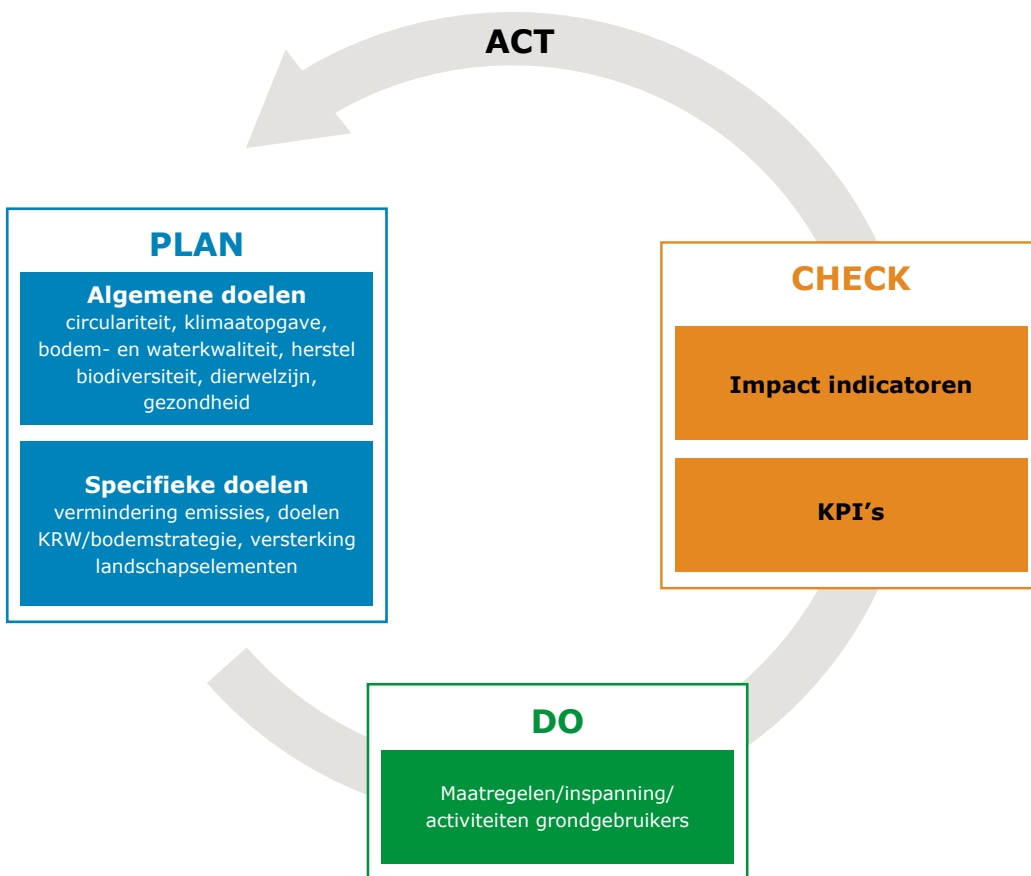 ACT
PLAN
Algemene doelen
circulariteit, klimaatopgave,
bodem- en waterkwaliteit, herstel
biodiversiteit, dierwelzijn,
gezondheid
Specifieke doelen
vermindering emissies, doelen
KRW/bodemstrategie, versterking
landschapselementen
CHECK
Impact indicatoren
KPI’s
DO
Maatregelen/inspanning/
activiteiten grondgebruikers